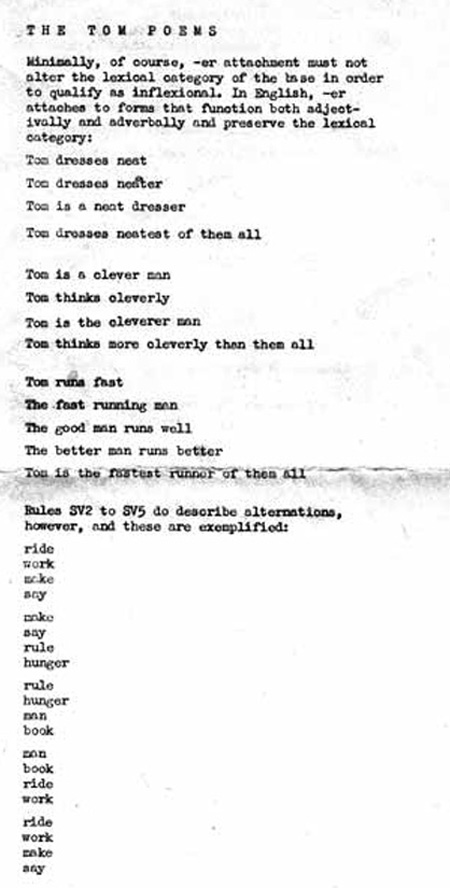 THE TOM POEMS
Minimally, of course, -er attachment must not
alter the lexical category of the base in order
to qualify as inflexional. In English, -er
attaches to forms that function both adject-
ivally and adverbally and preserve the lexical
category:
Tom dresses neat
Tom dresses neater
Tom is a neat dresser
Tom dresses neatest of them all
Tom is a clever man
Tom thinks cleverly
Tom is the cleverer man
Tom thinks more cleverly than them all
Tom runs fast
The fast running man
The good man runs well
The better man runs better
Tom is the fastest runner of them all
Rules SV2 to SV5 do describe alternations,
however, and these are exemplified:
ride
work
make
say
make
say
rule
hunger
rule
hunger
man
book
man
book
ride
work
ride
work
make
say